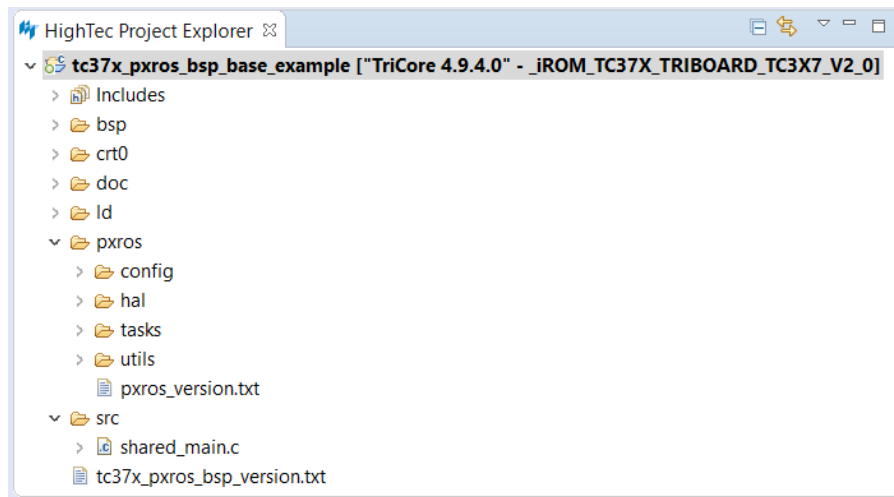 HighTec Project Explorer
tc37x_pxros_bsp_base_example ["TriCore 4.9.4.0" - _iROM_TC37X_TRIBOARD_TC3X7_V2_0]
Includes
bsp
crt0
doc
ld
pxros
config
hal
tasks
utils
pxros_version.txt
src
shared_main.c
tc37x_pxros_bsp_version.txt